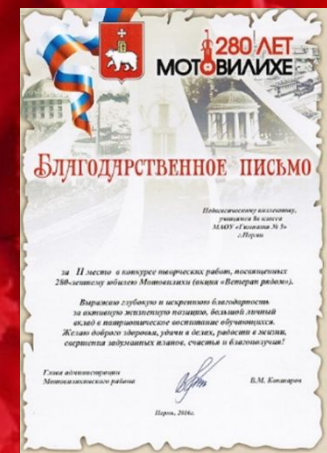 280 ЛЕТ
МОТОВИЛИХЕ
БЛАГОДАРСТВЕННОЕ ПИСЬМО
Педагогическому коллективу,
учащимся 8а класса
МАОУ «Гимназия № 5»
г.Перми
за II место в конкурсе творческих работ, посвященных
280-летнему юбилею Мотовилихи (акция «Ветеран рядом»).
Выражаю глубокую и искреннюю благодарность
за активную жизненную позицию, большой личный
вклад в патриотическое воспитание обучающихся.
Желаю доброго здоровья, удачи в делах, радости в жизни,
свершения задуманных планов, счастья и благополучия!
Глава администрации
Мотовилихинского района
В.М.
Пермь, 2016г.